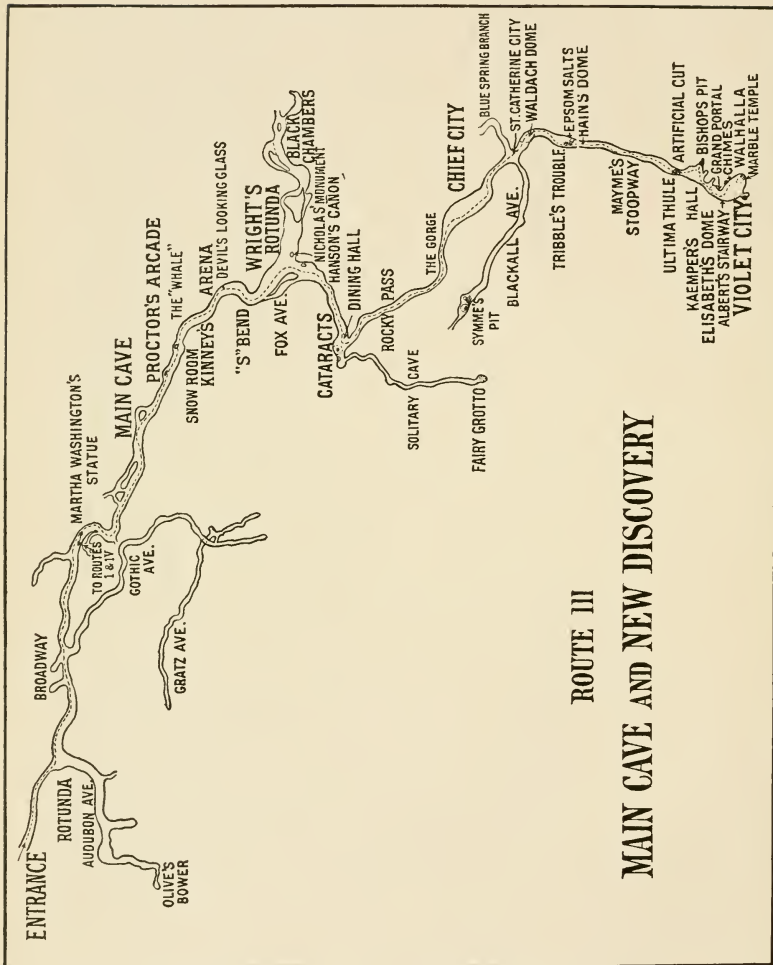 ENTRANCE
ROTUNDA
AUDUBON AVE.
OLIVE'S
BOWER
BROADWAY
MARTHA WASHINGTON'S
STATUE
TO ROUTES
I & IV
GOTHIC
AVE.
GRATZ AVE.
MAIN CAVE
PROCTOR'S ARCADE
THE "WHALE"
SNOW ROOM
KINNEY'S ARENA
DEVIL'S LOOKING GLASS
"S" BEND
WRIGHT'S
ROTUNDA
BLACK
CHAMBERS
NICHOLAS' MONUMENT
HANSON'S CAÑON
FOX AVE.
DINING HALL
CATARACTS
ROCKY PASS
SOLITARY CAVE
FAIRY GROTTO
THE GORGE
CHIEF CITY
BLUE SPRING BRANCH
ST. CATHERINE CITY
WALDACH DOME
SYMME'S
PIT
BLACKALL AVE.
TRIBBLE'S TROUBLE
EPSOM SALTS
HAIN'S DOME
MAYME'S
STOOPWAY
ULTIMA THULE
ARTIFICIAL CUT
KAEMPER'S HALL
BISHOPS PIT
ELISABETH'S DOME
GRAND PORTAL
ALBERTS STAIRWAY
CHIMES
VIOLET CITY
WALHALLA
MARBLE TEMPLE
ROUTE III
MAIN CAVE AND NEW DISCOVERY